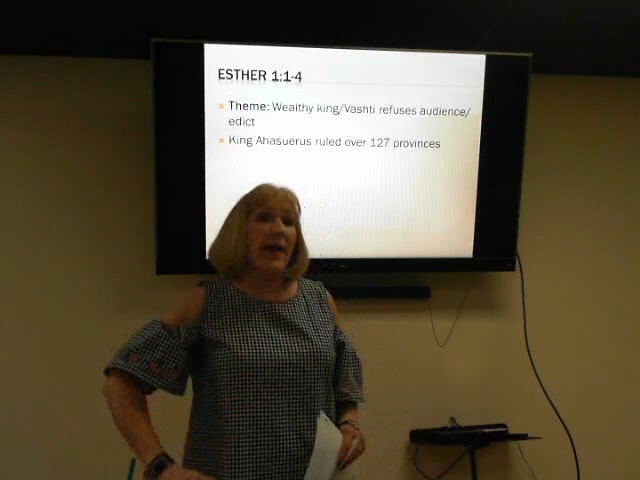 ESTHER 1:1-4
Theme: Wealthy king/Vashti refuses audience/
edict
King Ahasuerus ruled over 127 provinces